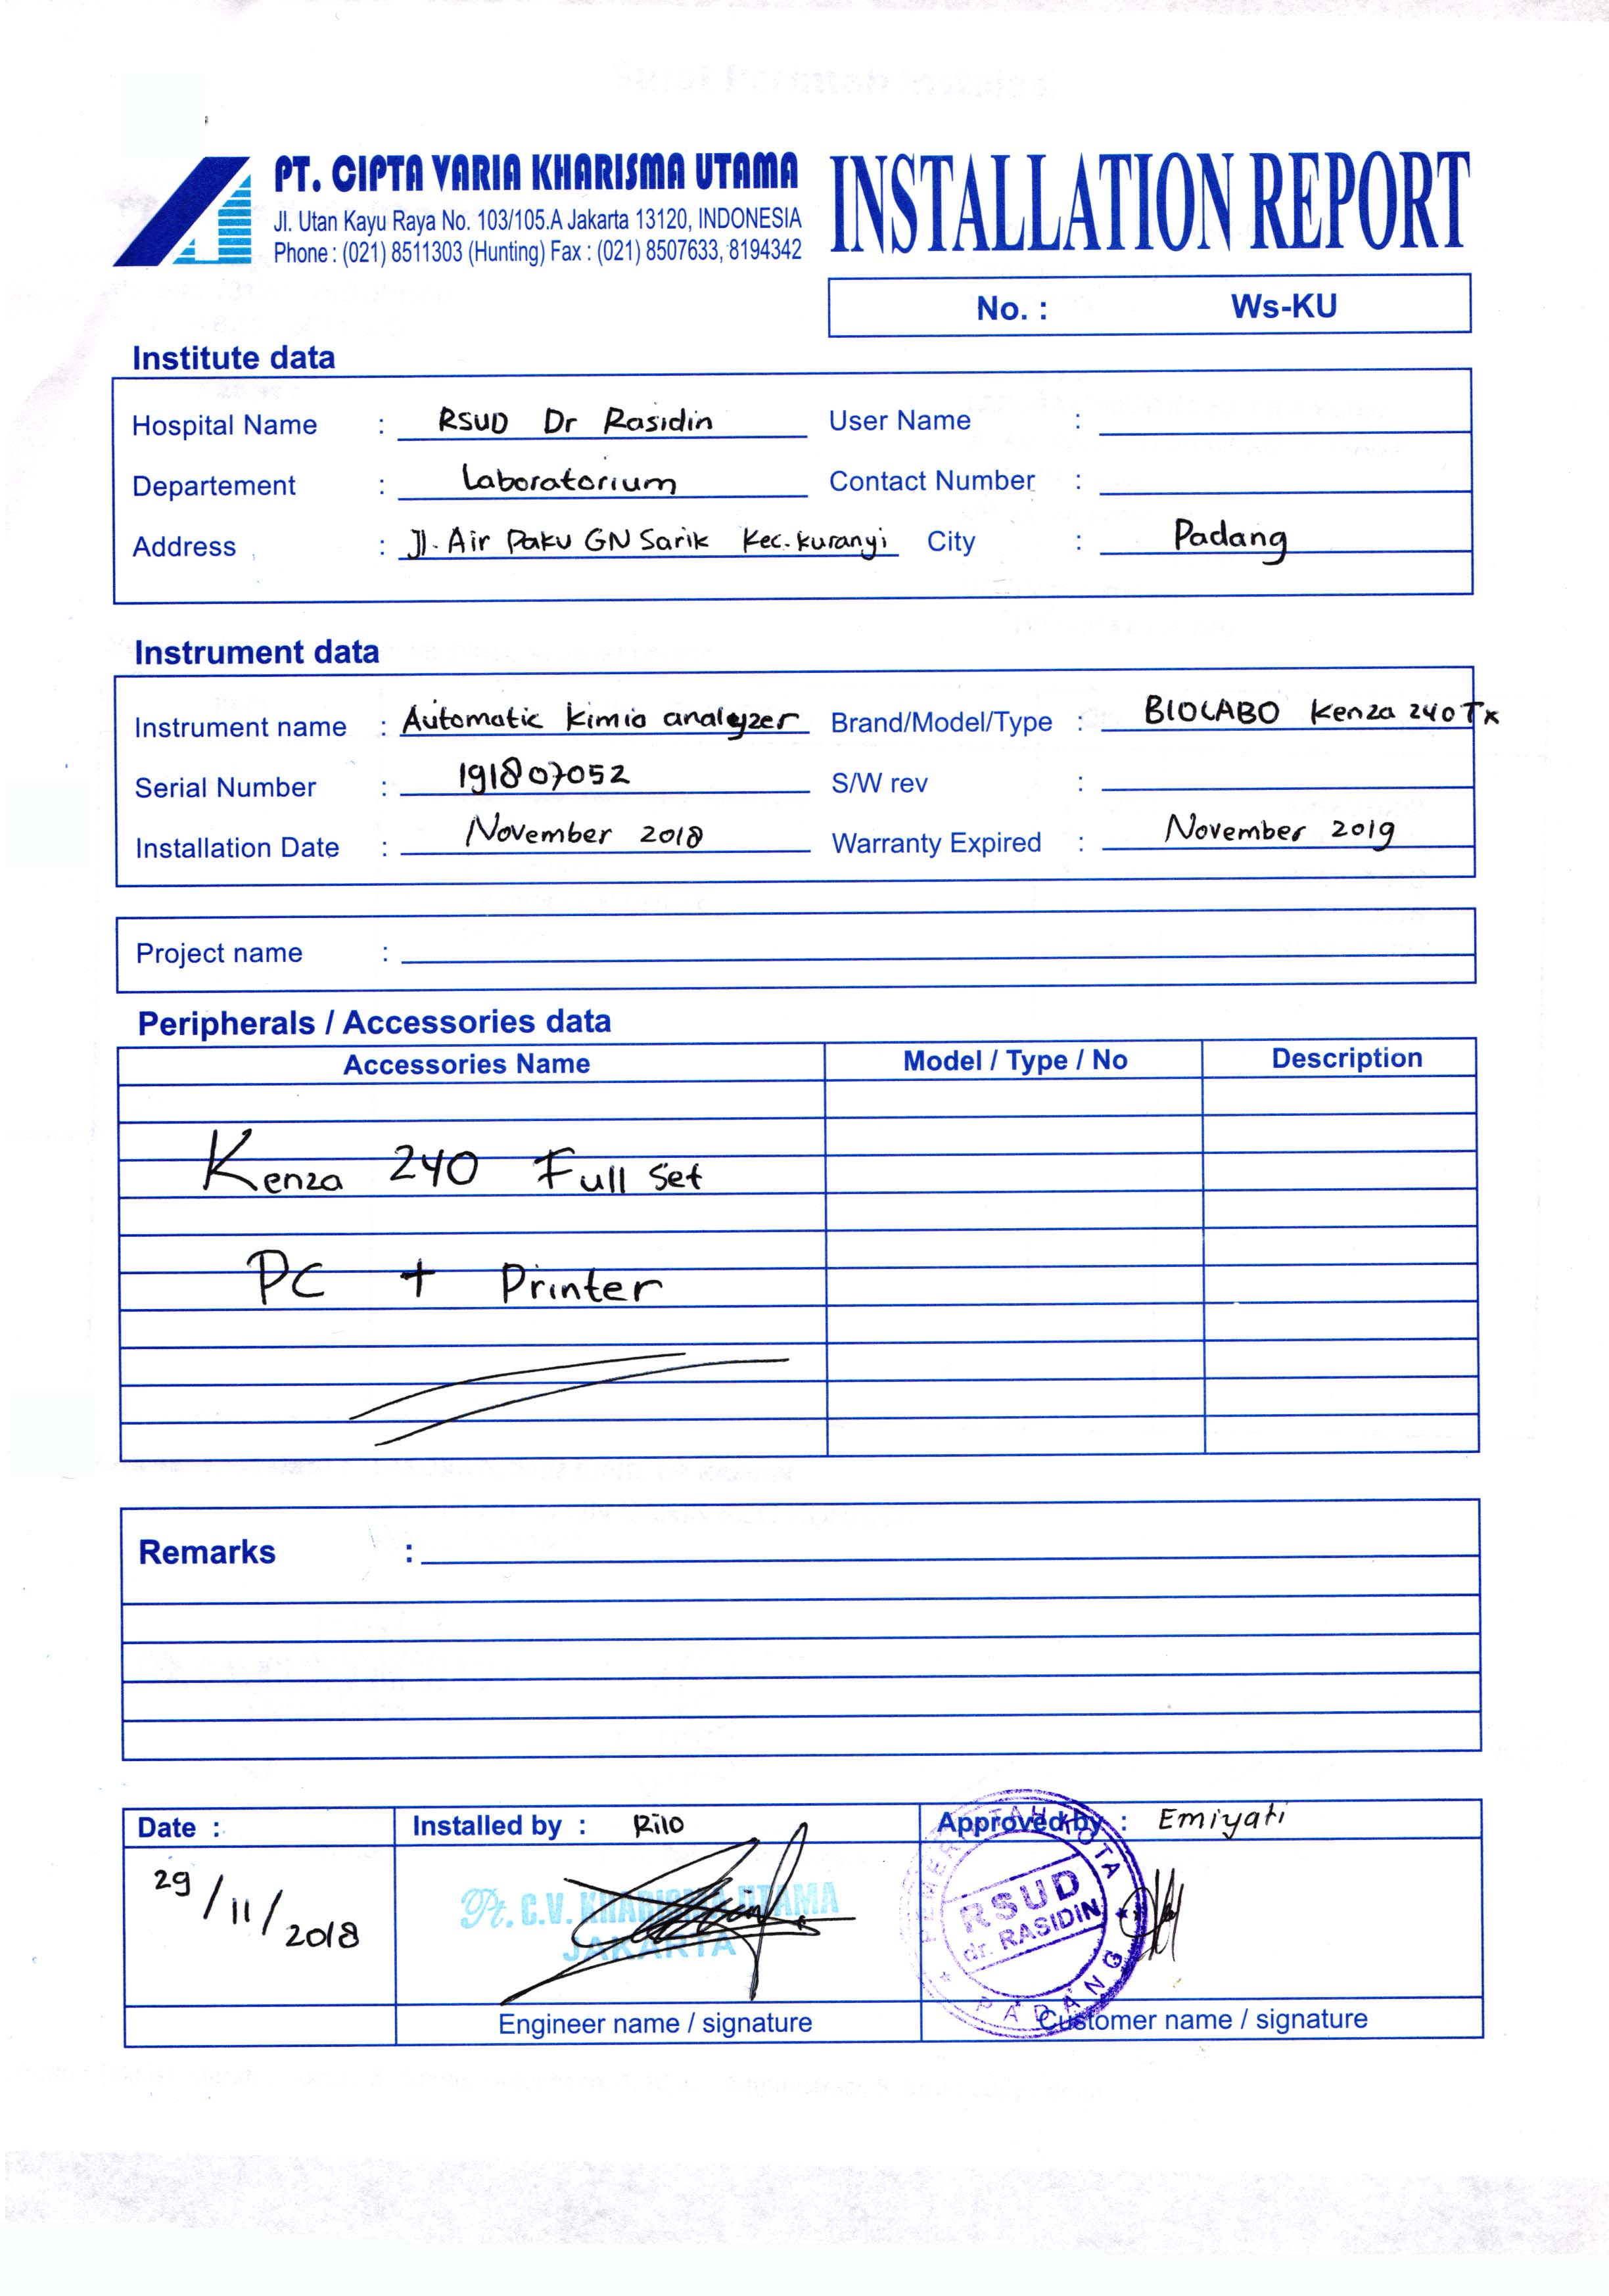 PT. CIPTA VARIA KHARISMA UTAMA
Jl. Utan Kayu Raya No. 103/105.A Jakarta 13120, INDONESIA
Phone : (021) 8511303 (Hunting) Fax : (021) 8507633, 8194342
INSTALLATION REPORT
No. : Ws-KU
Institute data
Hospital Name : RSUD Dr Rasidin User Name :
Departement : Laboratorium Contact Number :
Address : Jl. Air Paku GN Sarik Kec. Kuranyi City : Padang
Instrument data
Instrument name : Automatic Kimia analyzer Brand/Model/Type : BIOLABO Kenza 240 Tx
Serial Number : 191807052 S/W rev :
Installation Date : November 2018 Warranty Expired : November 2019
Project name :
Peripherals / Accessories data
Accessories Name Model / Type / No Description
Kenza 240 Full Set
PC + Printer
Remarks :
Date : Installed by : Rilo Approved by : Emiyati
29/11/2018
Pt. C.V. KHARISMA UTAMA
JAKARTA
PEMERINTAH KOTA
RSUD
dr. RASIDIN
PADANG
Engineer name / signature Customer name / signature